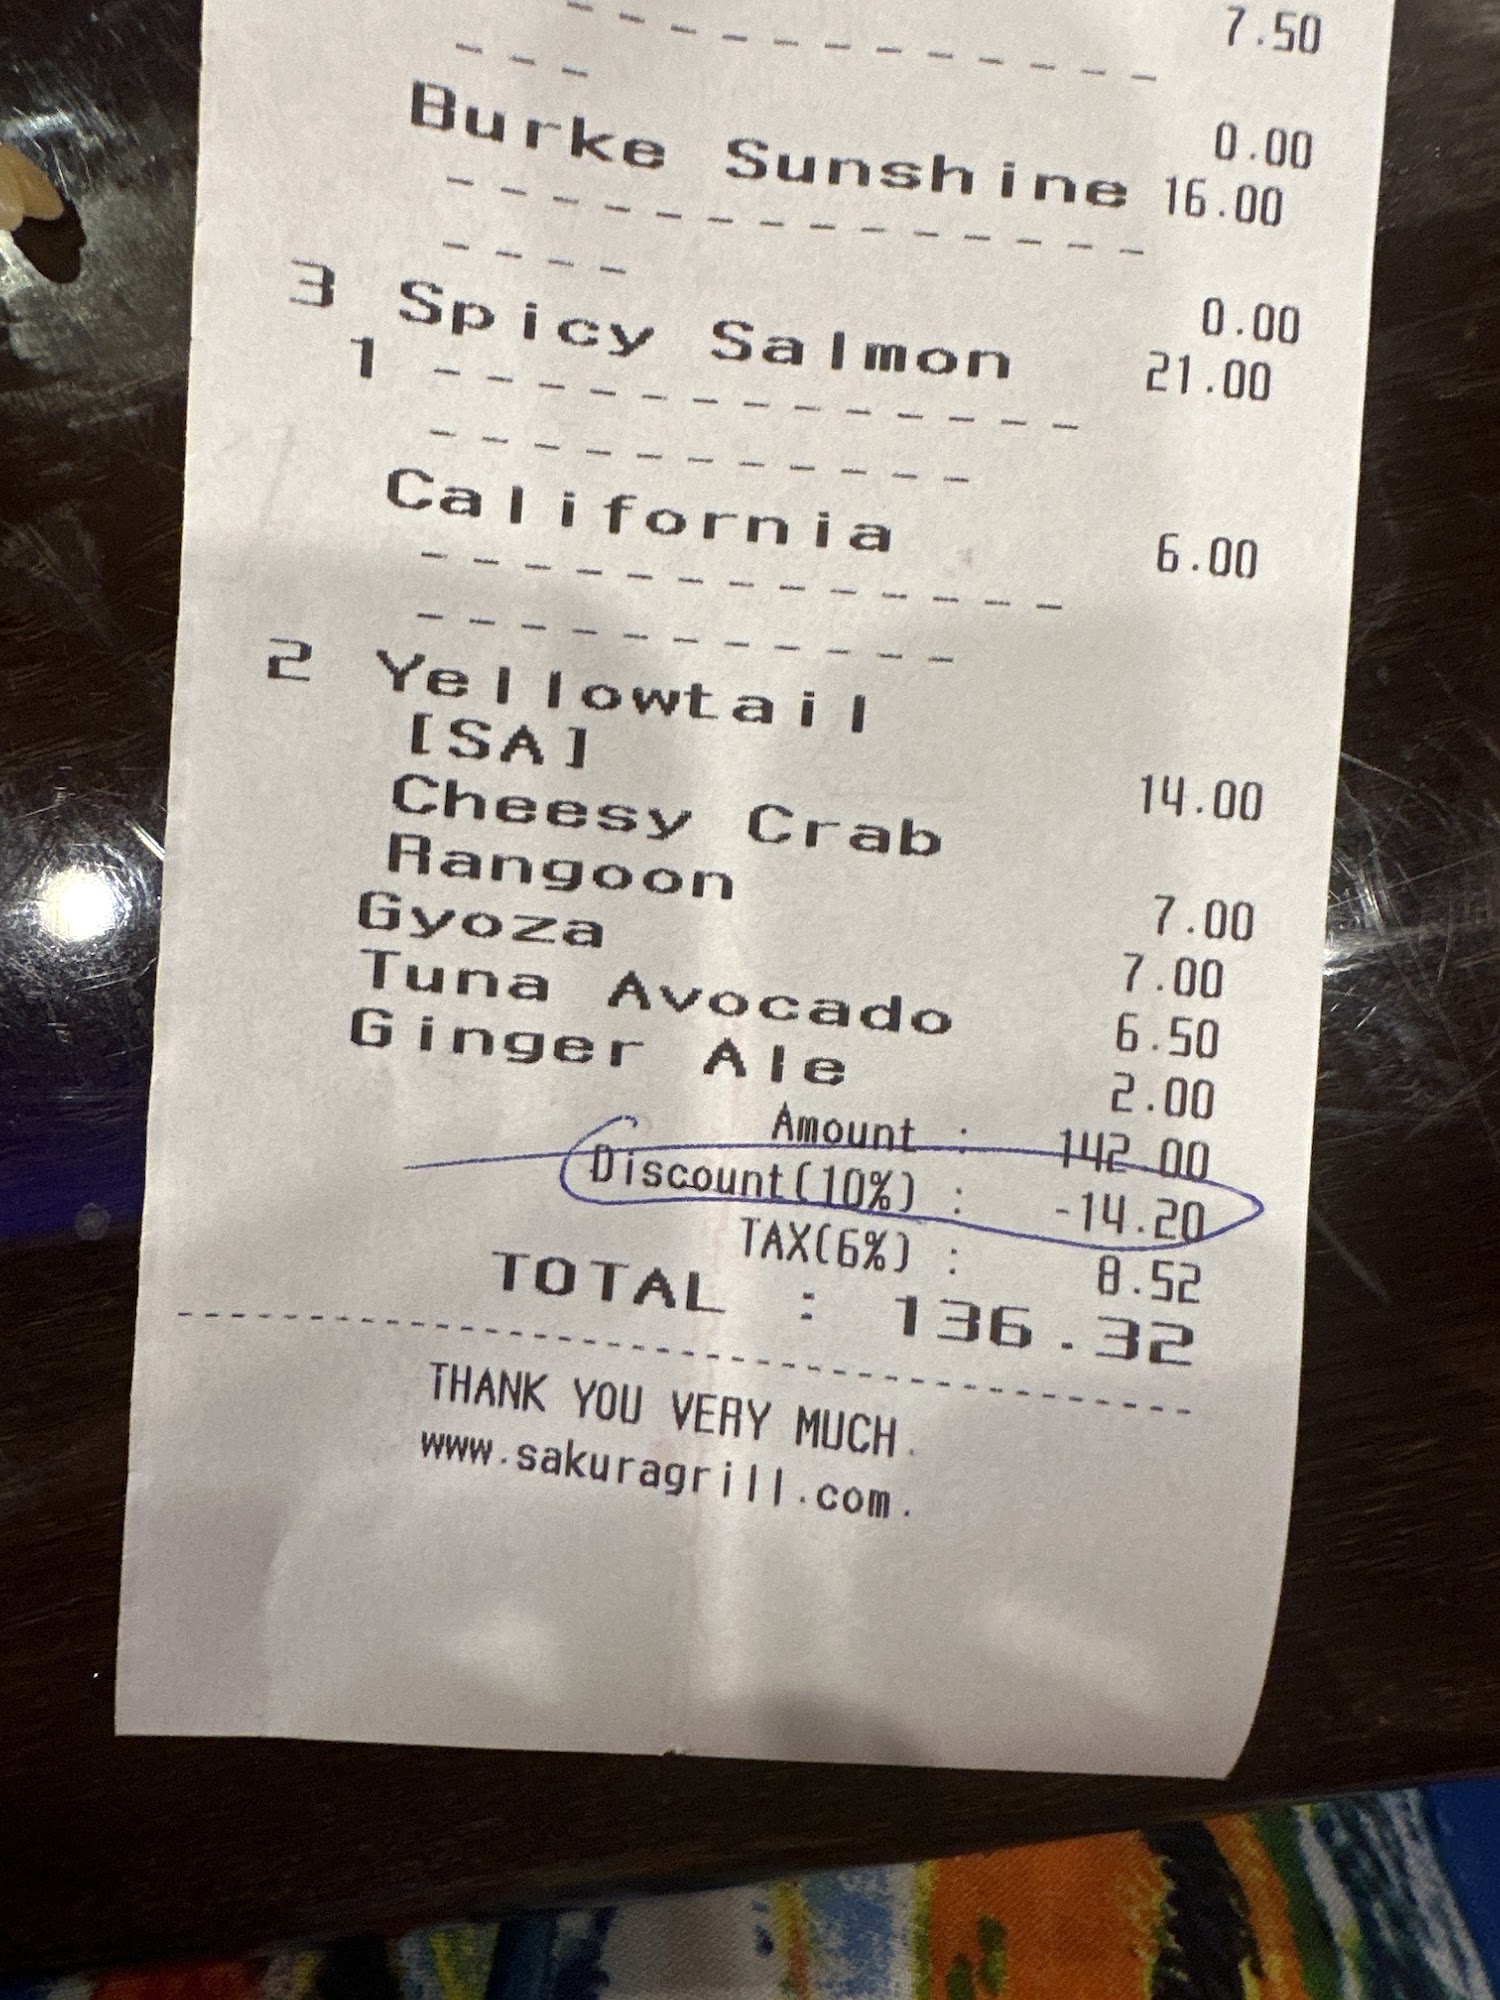 7.50
- - - - - - - - - - - -
- - - 0.00
Burke Sunshine 16.00
- - - - - - - - - - - - - -
- - - - 0.00
3 Spicy Salmon 21.00
1 - - - - - - - - - - - - -
- - - - - - - - - - -
California 6.00
- - - - - - - - - - - - -
- - - - - - - - - - -
2 Yellowtail
[SA] 14.00
Cheesy Crab
Rangoon 7.00
Gyoza 7.00
Tuna Avocado 6.50
Ginger Ale 2.00
Amount : 142.00
Discount(10%) : -14.20
TAX(6%) : 8.52
TOTAL : 136.32
THANK YOU VERY MUCH.
www.sakuragrill.com.